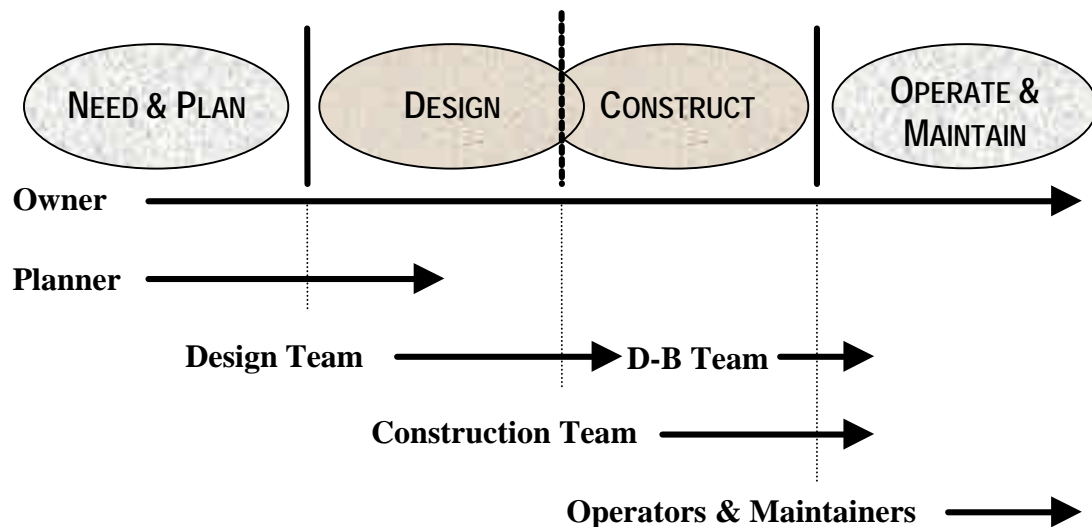 NEED & PLAN
DESIGN
CONSTRUCT
OPERATE &
MAINTAIN
Owner
Planner
Design Team
D-B Team
Construction Team
Operators & Maintainers